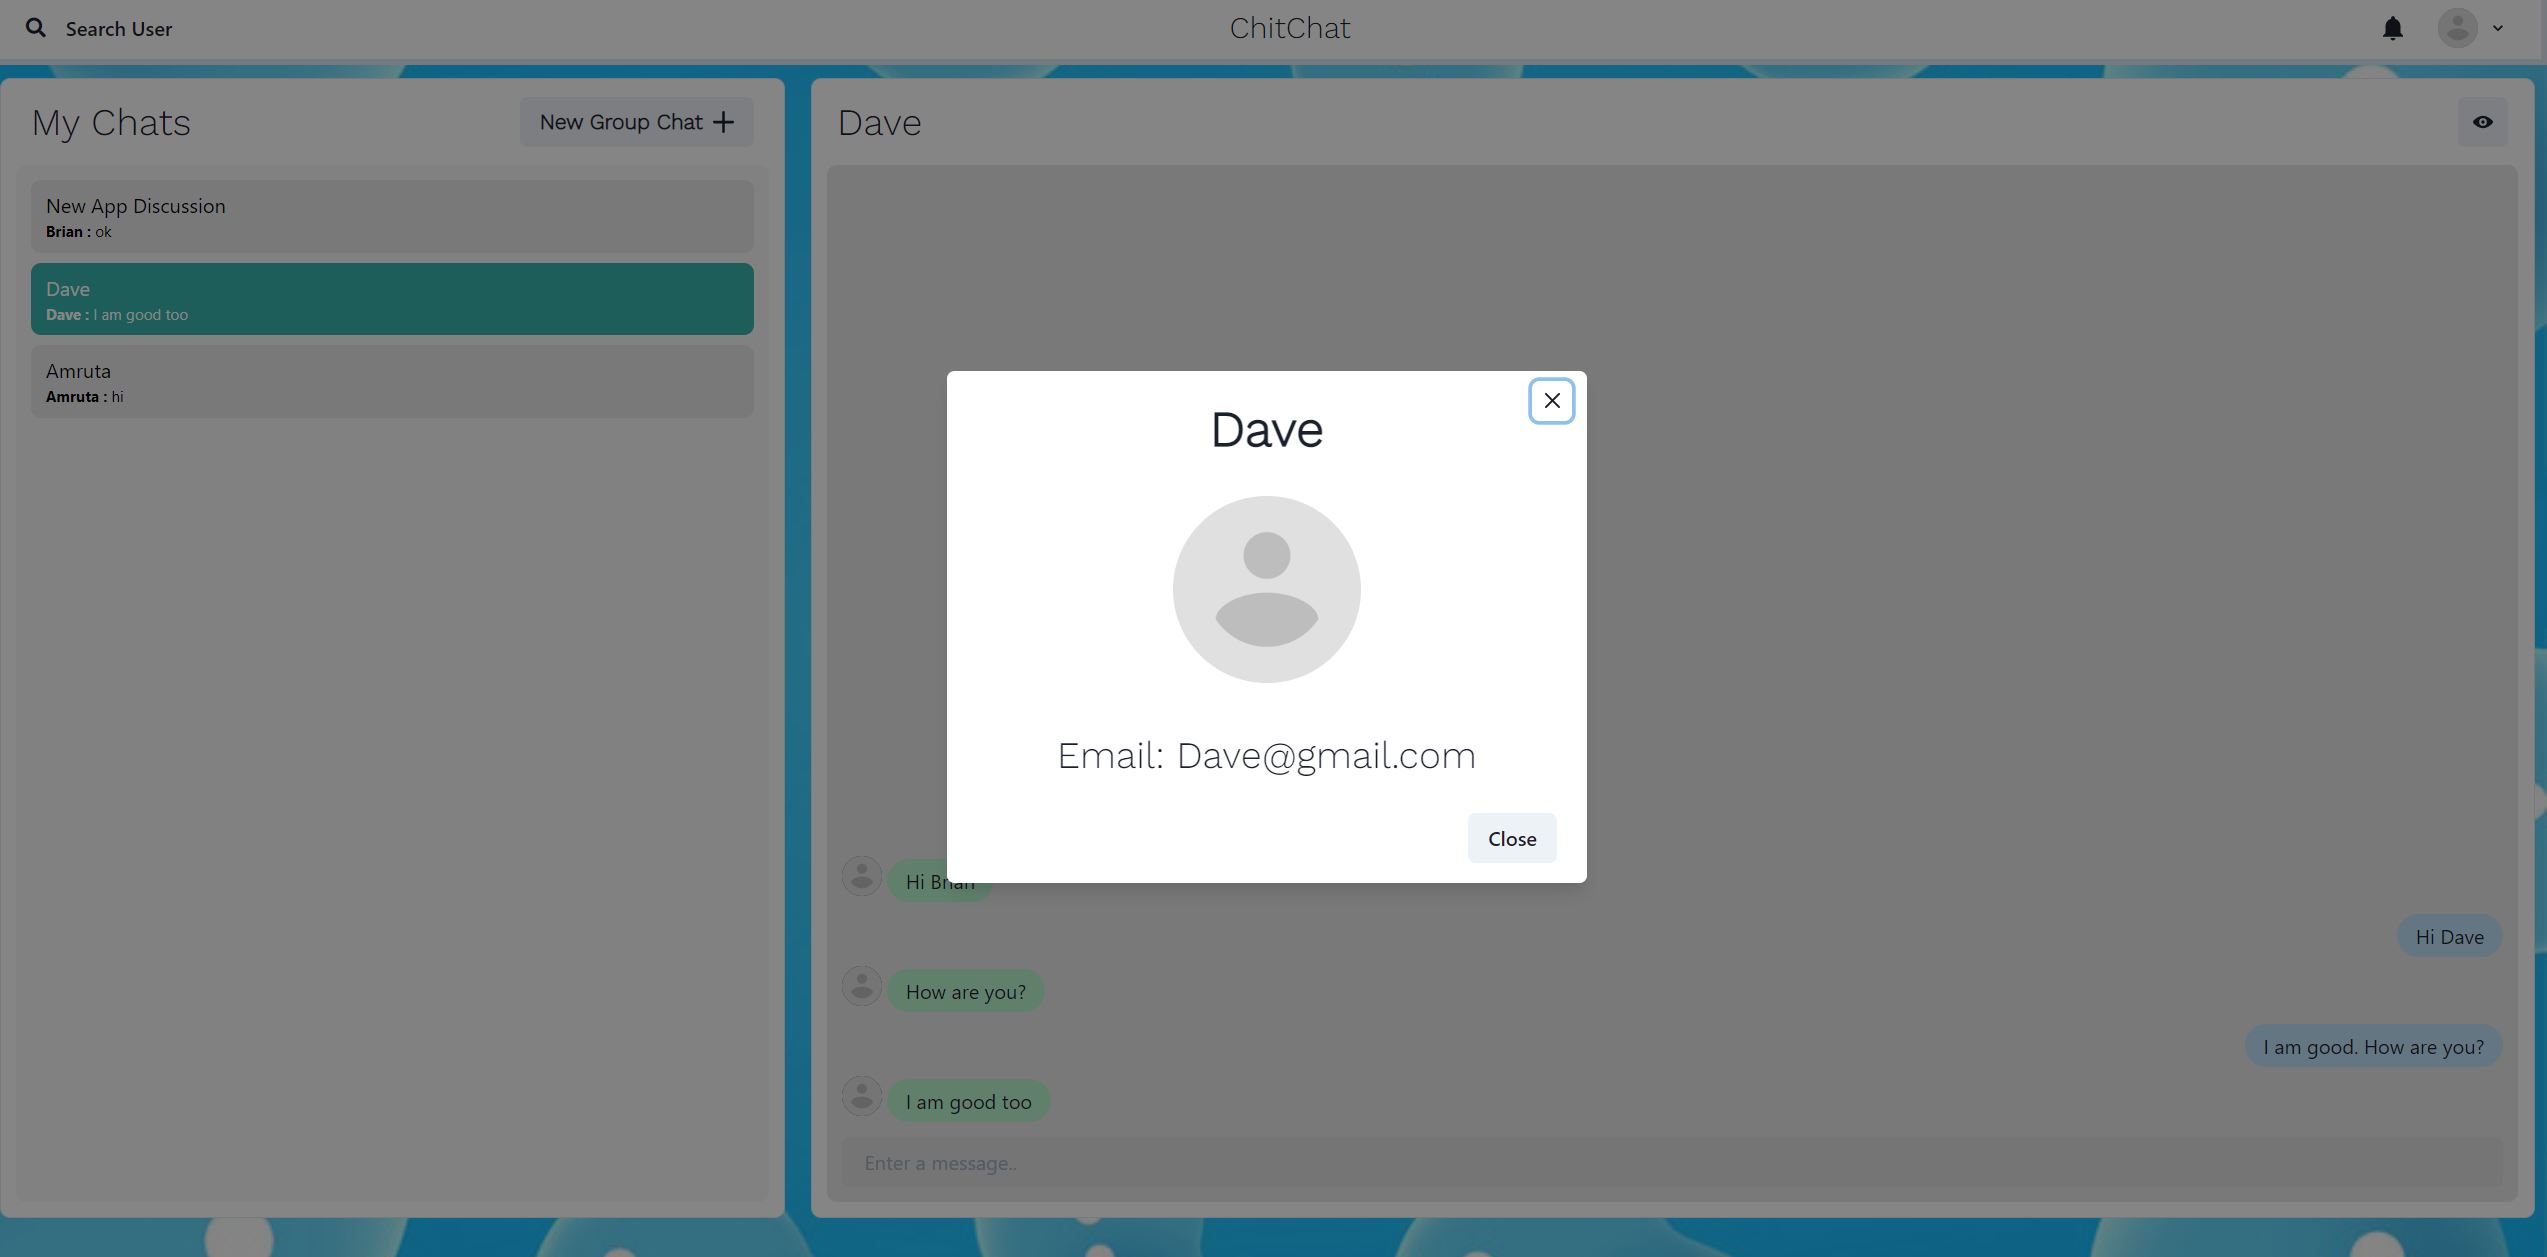 Search User
ChitChat
My Chats
New Group Chat
New App Discussion
Brian : ok
Dave
Dave : I am good too
Amruta
Amruta : hi
Dave
Dave
Email: Dave@gmail.com
Close
Hi Brian
Hi Dave
How are you?
I am good. How are you?
I am good too
Enter a message..